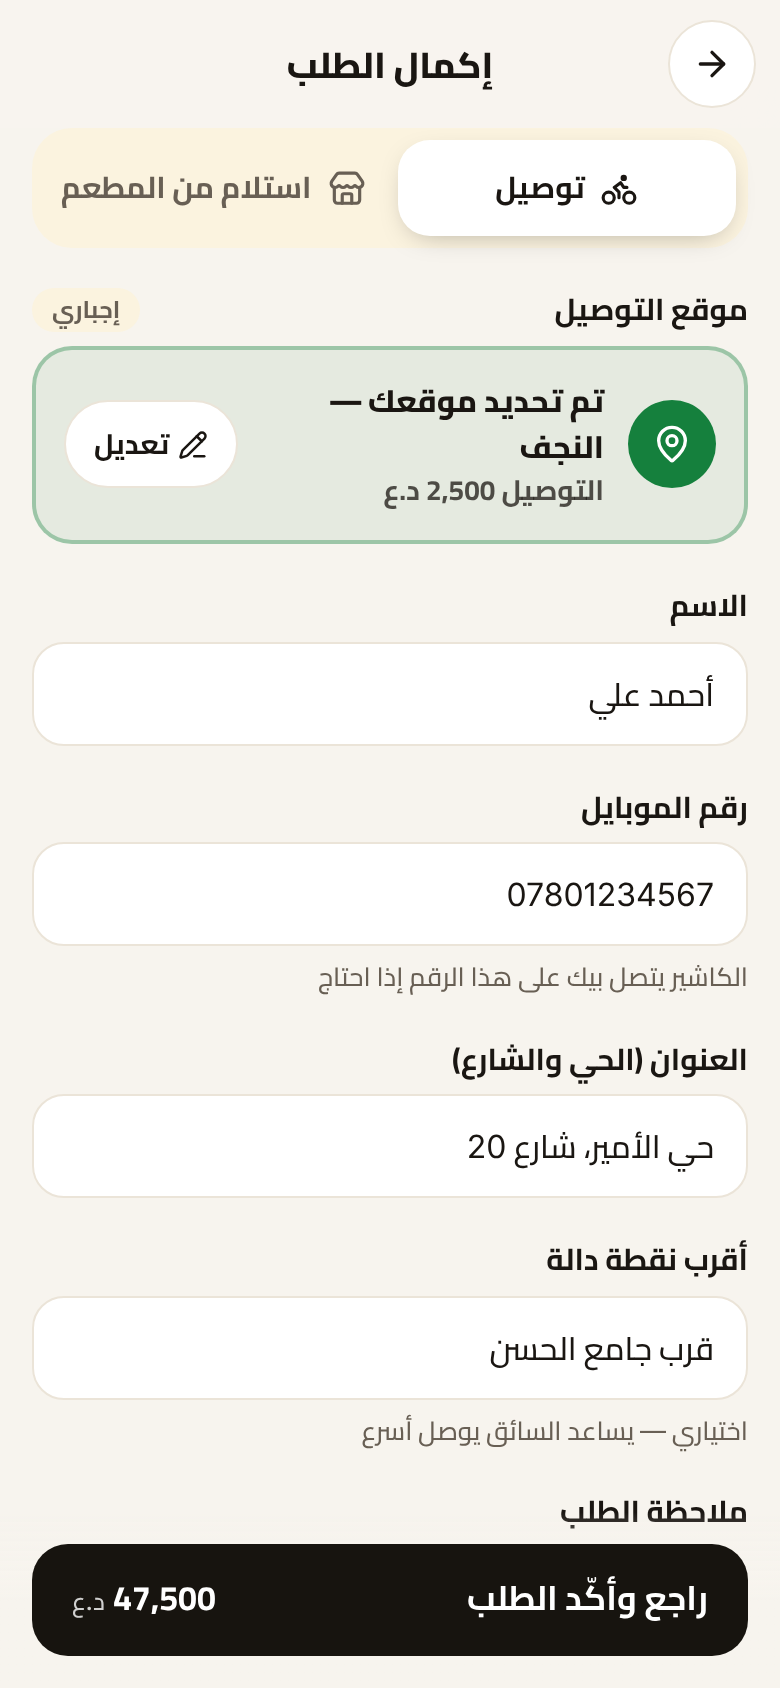 إكمال الطلب
توصيل
استلام من المطعم
موقع التوصيل
إجباري
تم تحديد موقعك —
النجف
التوصيل 2,500 د.ع
تعديل
الاسم
أحمد علي
رقم الموبايل
07801234567
الكاشير يتصل بيك على هذا الرقم إذا احتاج
العنوان (الحي والشارع)
حي الأمير، شارع 20
أقرب نقطة دالة
قرب جامع الحسن
اختياري — يساعد السائق يوصل أسرع
ملاحظة الطلب
راجع وأكّد الطلب
47,500 د.ع